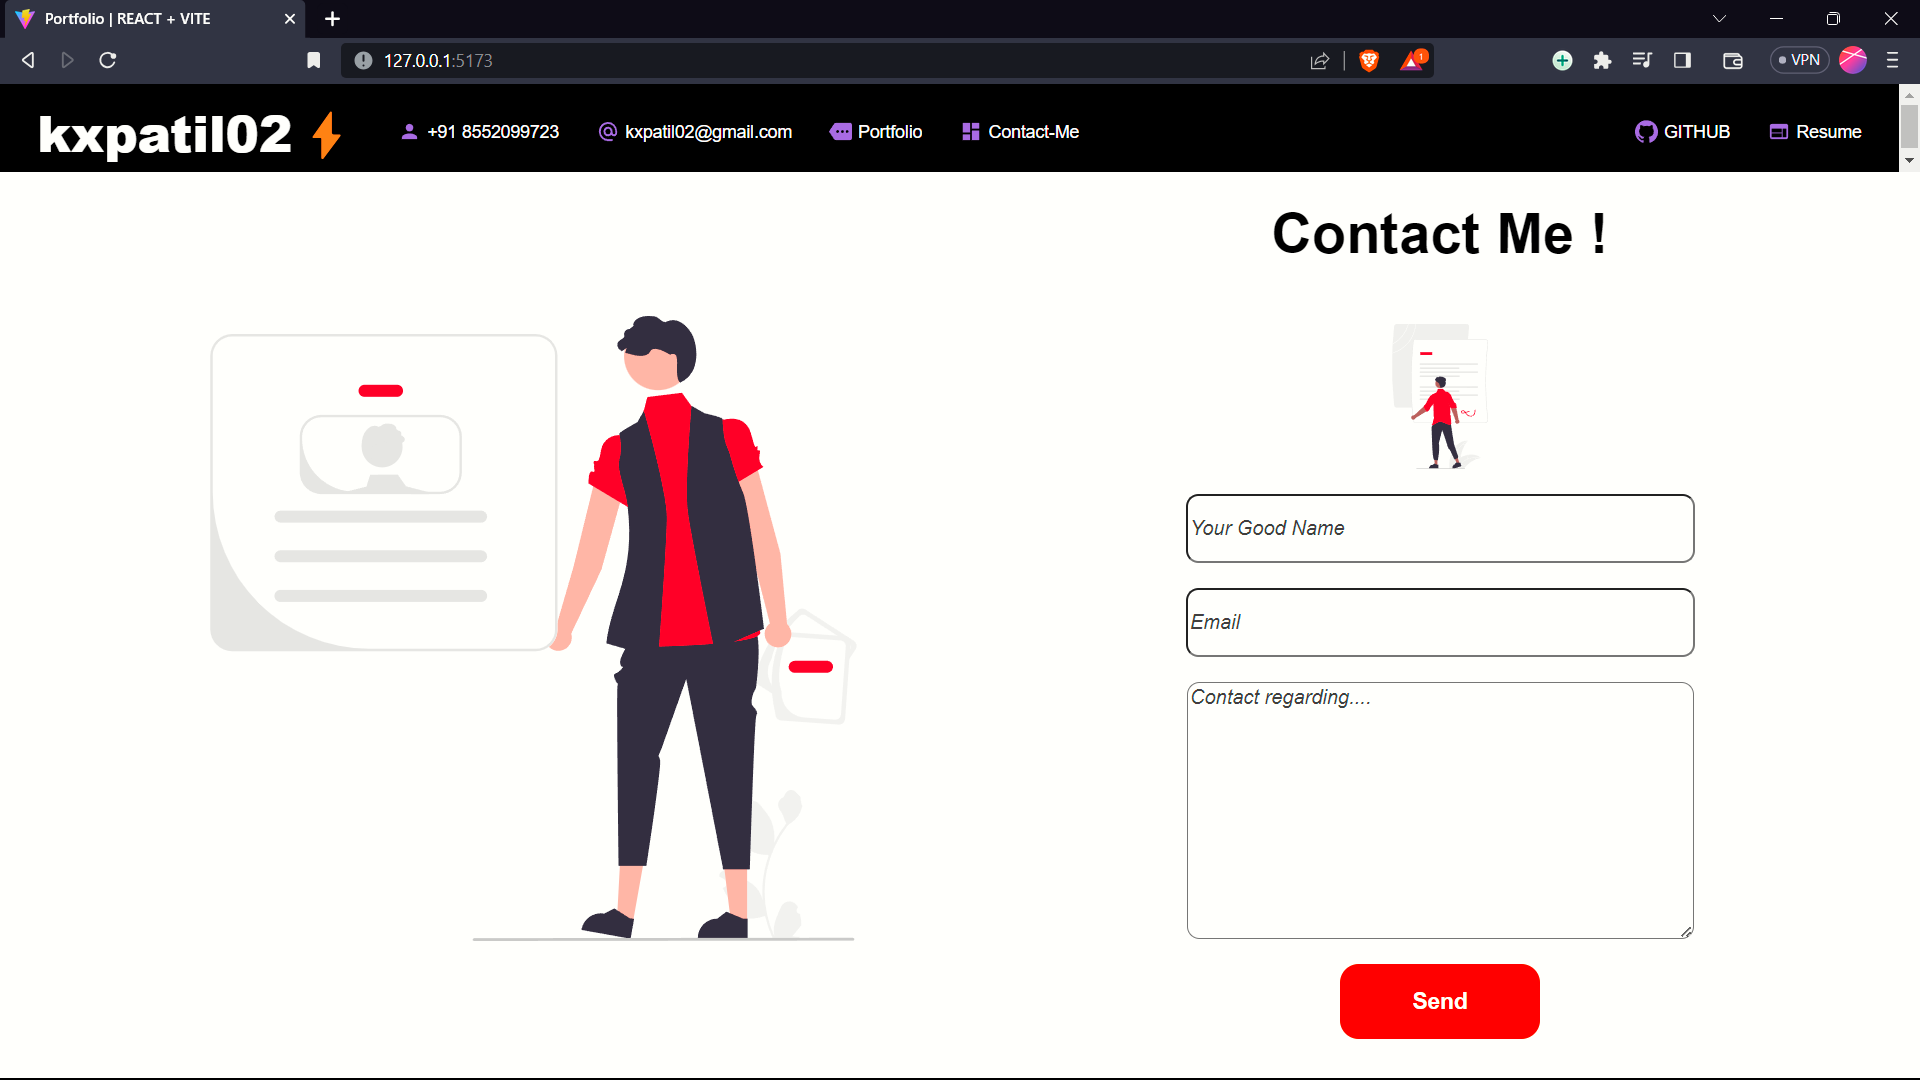 Portfolio | REACT + VITE
127.0.0.1:5173
1
VPN
kxpatil02
+91 8552099723
kxpatil02@gmail.com
Portfolio
Contact-Me
GITHUB
Resume
Contact Me !
Your Good Name
Email
Contact regarding....
Send